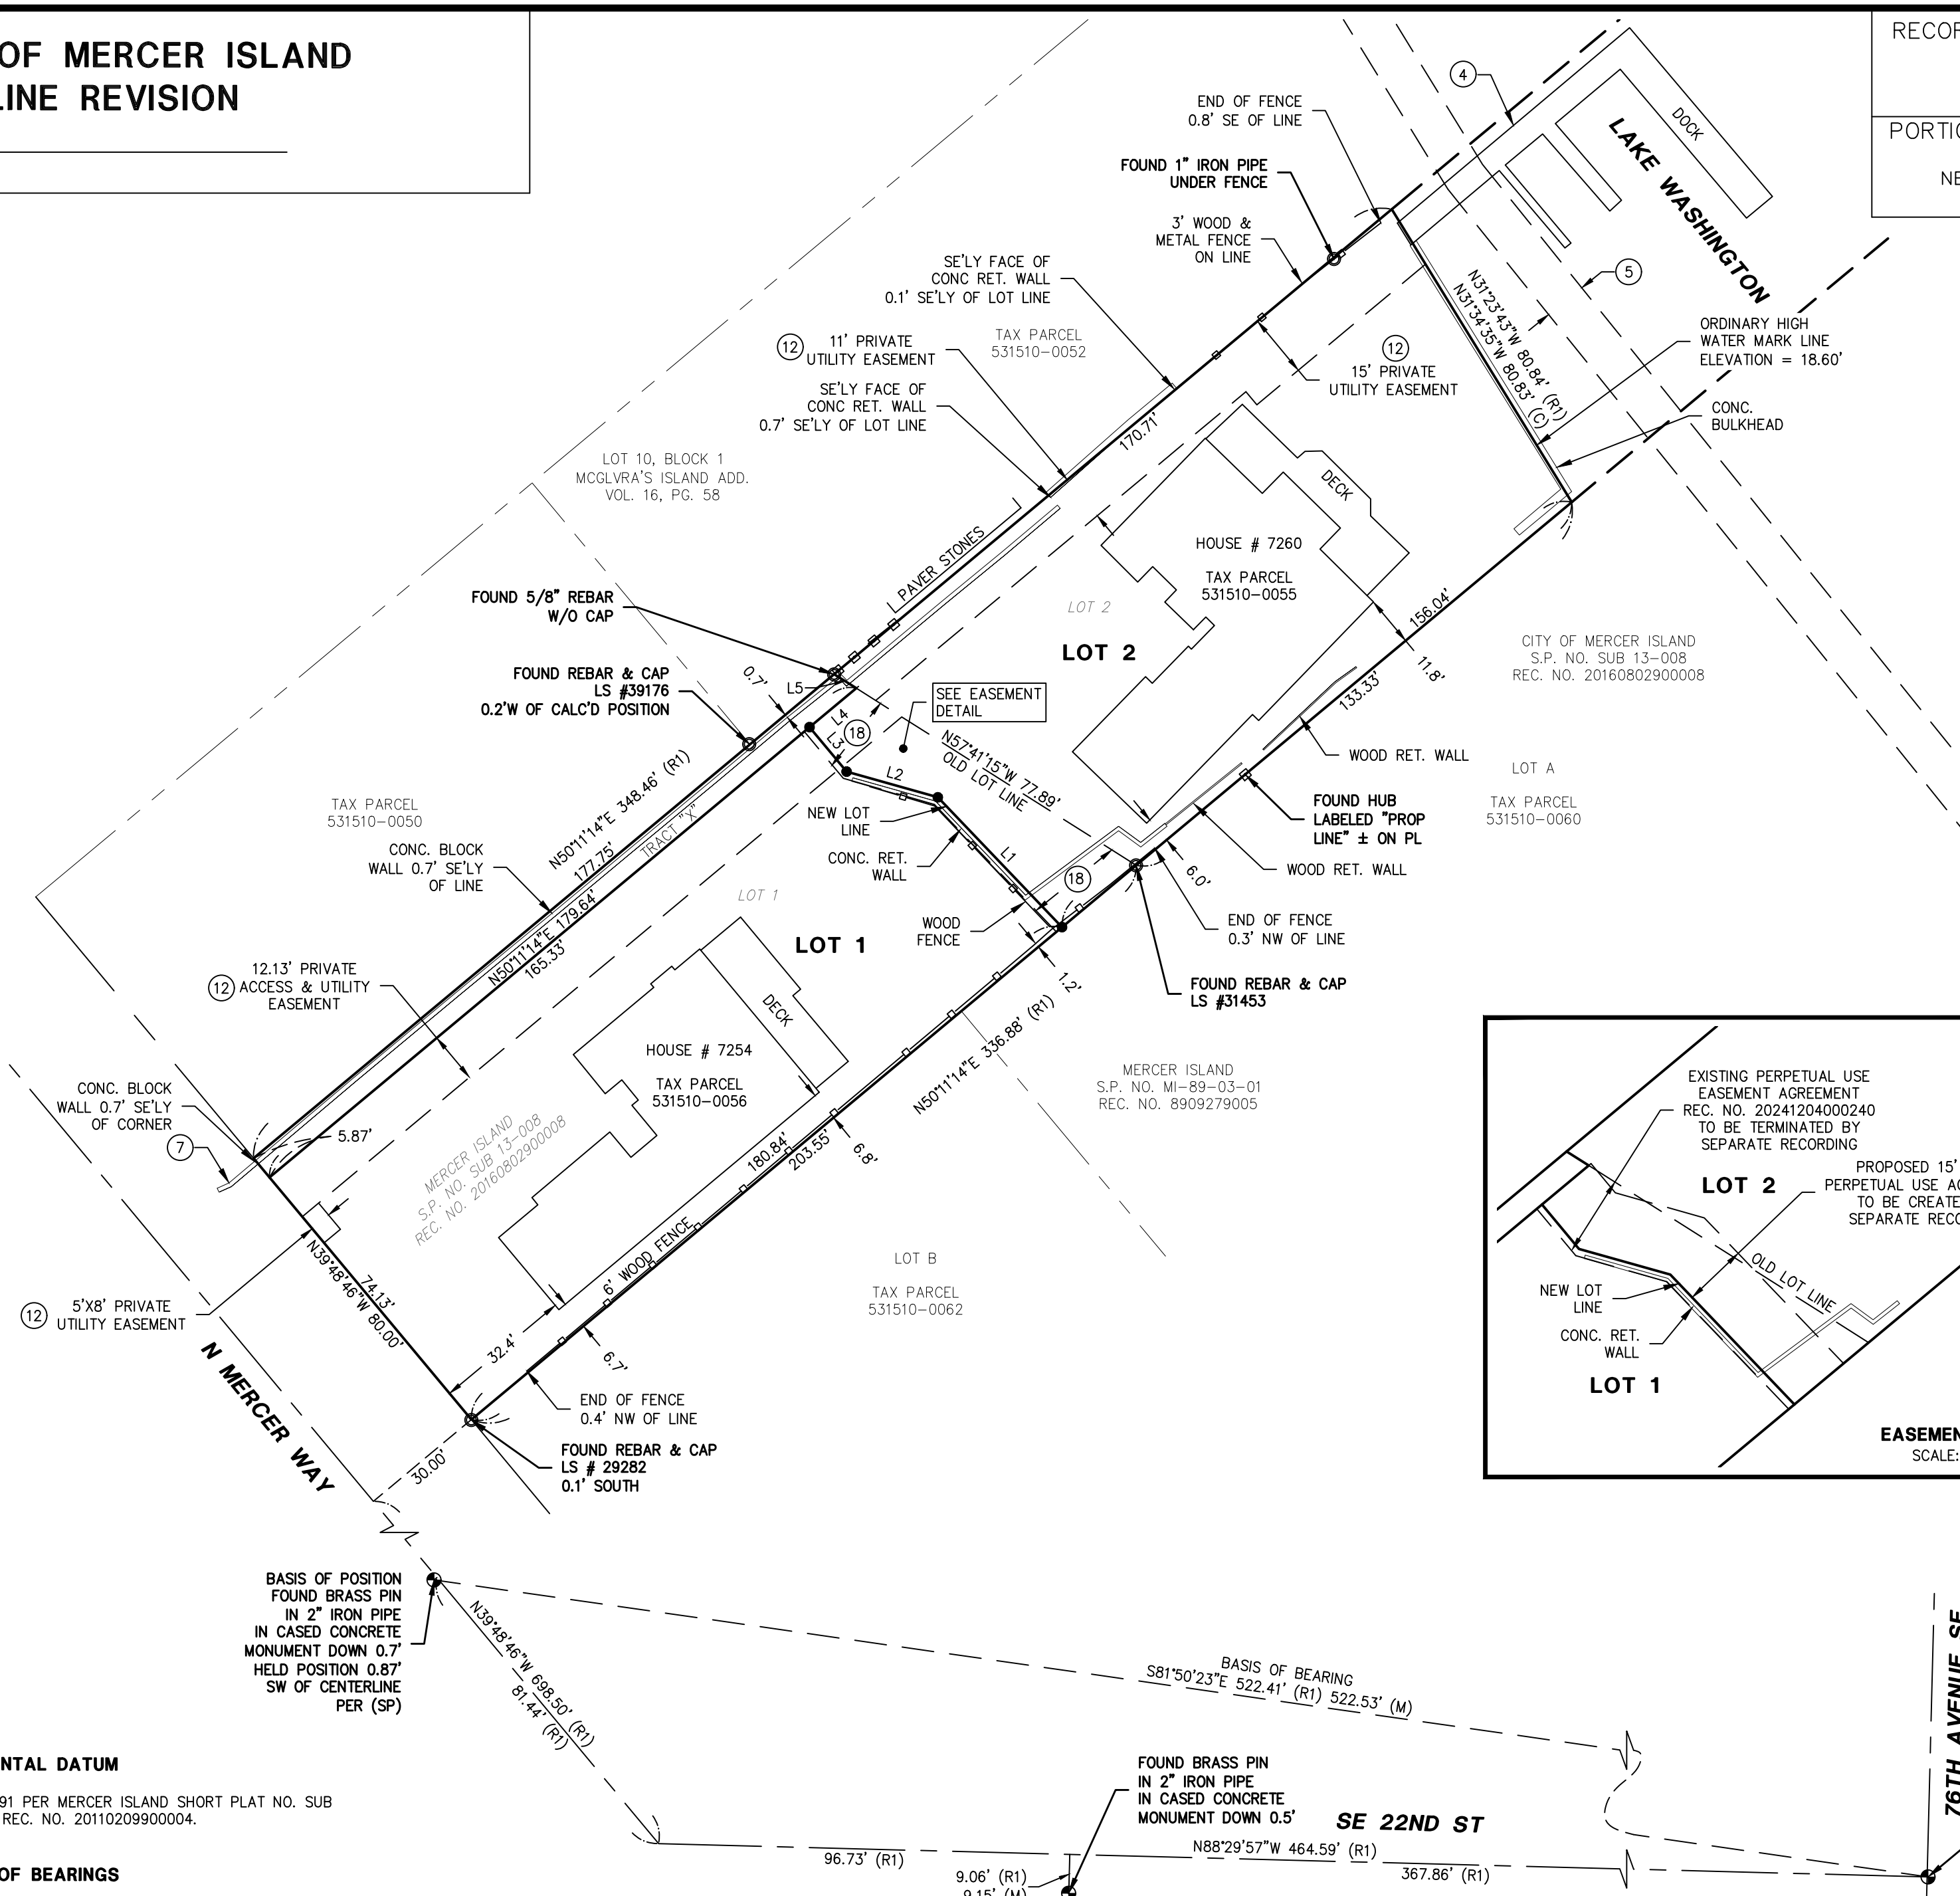 OF MERCER ISLAND
LINE REVISION
PORTIC
NE
4
END OF FENCE
0.8' SE OF LINE
FOUND 1" IRON PIPE
UNDER FENCE
3' WOOD &
METAL FENCE
ON LINE
DOCK
LAKE WASHINGTON
5
SE'LY FACE OF
CONC RET. WALL
0.1' SE'LY OF LOT LINE
TAX PARCEL
531510-0052
12
11' PRIVATE
UTILITY EASEMENT
SE'LY FACE OF
CONC RET. WALL
0.7' SE'LY OF LOT LINE
12
15' PRIVATE
UTILITY EASEMENT
N31°23'43"W 80.84' (R1)
N31°34'35"W 80.83' (C)
ORDINARY HIGH
WATER MARK LINE
ELEVATION = 18.60'
CONC.
BULKHEAD
170.71'
LOT 10, BLOCK 1
MCGLVRA'S ISLAND ADD.
VOL. 16, PG. 58
PAVER STONES
DECK
HOUSE # 7260
TAX PARCEL
531510-0055
LOT 2
LOT 2
FOUND 5/8" REBAR
W/O CAP
FOUND REBAR & CAP
LS #39176
0.2'W OF CALC'D POSITION
0.7'
L5
L4
L3
18
L2
L1
SEE EASEMENT
DETAIL
N57°41'15"W 77.89'
OLD LOT LINE
156.04'
11.8'
133.33'
CITY OF MERCER ISLAND
S.P. NO. SUB 13-008
REC. NO. 20160802900008
WOOD RET. WALL
LOT A
TAX PARCEL
531510-0060
FOUND HUB
LABELED "PROP
LINE" ± ON PL
WOOD RET. WALL
6.0'
NEW LOT
LINE
CONC. RET.
WALL
18
WOOD
FENCE
END OF FENCE
0.3' NW OF LINE
FOUND REBAR & CAP
LS #31453
1.2'
TAX PARCEL
531510-0050
CONC. BLOCK
WALL 0.7' SE'LY
OF LINE
N50°11'14"E 348.46' (R1)
177.75'
TRACT "X"
N50°11'14"E 179.64'
165.33'
LOT 1
LOT 1
12
12.13' PRIVATE
ACCESS & UTILITY
EASEMENT
DECK
HOUSE # 7254
TAX PARCEL
531510-0056
N50°11'14"E 336.88' (R1)
MERCER ISLAND
S.P. NO. MI-89-03-01
REC. NO. 8909279005
CONC. BLOCK
WALL 0.7' SE'LY
OF CORNER
7
5.87'
MERCER ISLAND
S.P. NO. SUB 13-008
REC. NO. 20160802900008
180.84'
203.55'
6.8'
6' WOOD FENCE
LOT B
TAX PARCEL
531510-0062
12
5'X8' PRIVATE
UTILITY EASEMENT
74.13'
N39°48'46"W 80.00'
32.4'
6.7'
END OF FENCE
0.4' NW OF LINE
FOUND REBAR & CAP
LS # 29282
0.1' SOUTH
N MERCER WAY
30.00'
EXISTING PERPETUAL USE
EASEMENT AGREEMENT
REC. NO. 20241204000240
TO BE TERMINATED BY
SEPARATE RECORDING
LOT 2
PROPOSED 15'
PERPETUAL USE
TO BE
SEPARATE
OLD LOT LINE
NEW LOT
LINE
CONC. RET.
WALL
LOT 1
SCALE:
BASIS OF POSITION
FOUND BRASS PIN
IN 2" IRON PIPE
IN CASED CONCRETE
MONUMENT DOWN 0.7'
HELD POSITION 0.87'
SW OF CENTERLINE
PER (SP)
N39°48'46"W 698.50' (R1)
81.44' (R1)
BASIS OF BEARING
S81°50'23"E 522.41' (R1) 522.53' (M)
76TH AVENUE SE
NTAL DATUM
91 PER MERCER ISLAND SHORT PLAT NO. SUB
REC. NO. 20110209900004.
OF BEARINGS
FOUND BRASS PIN
IN 2" IRON PIPE
IN CASED CONCRETE
MONUMENT DOWN 0.5'
SE 22ND ST
N88°29'57"W 464.59' (R1)
96.73' (R1)
367.86' (R1)
9.06' (R1)
9.15' (M)